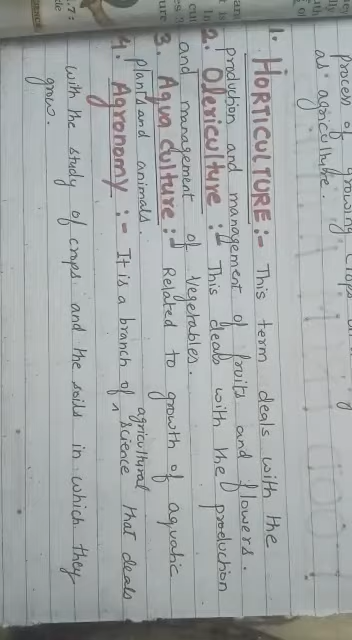 process of growing crops
as agriculture.
1. HORTICULTURE :- This term deals with the
production and management of fruits and flowers.
2. Olericulture :- This deals with the production
and management of vegetables.
3. Aqua culture :- Related to growth of aquatic
plants and animals.
4. Agronomy :- It is a branch of agricultural science that deals
with the study of crops and the soils in which they
grow.